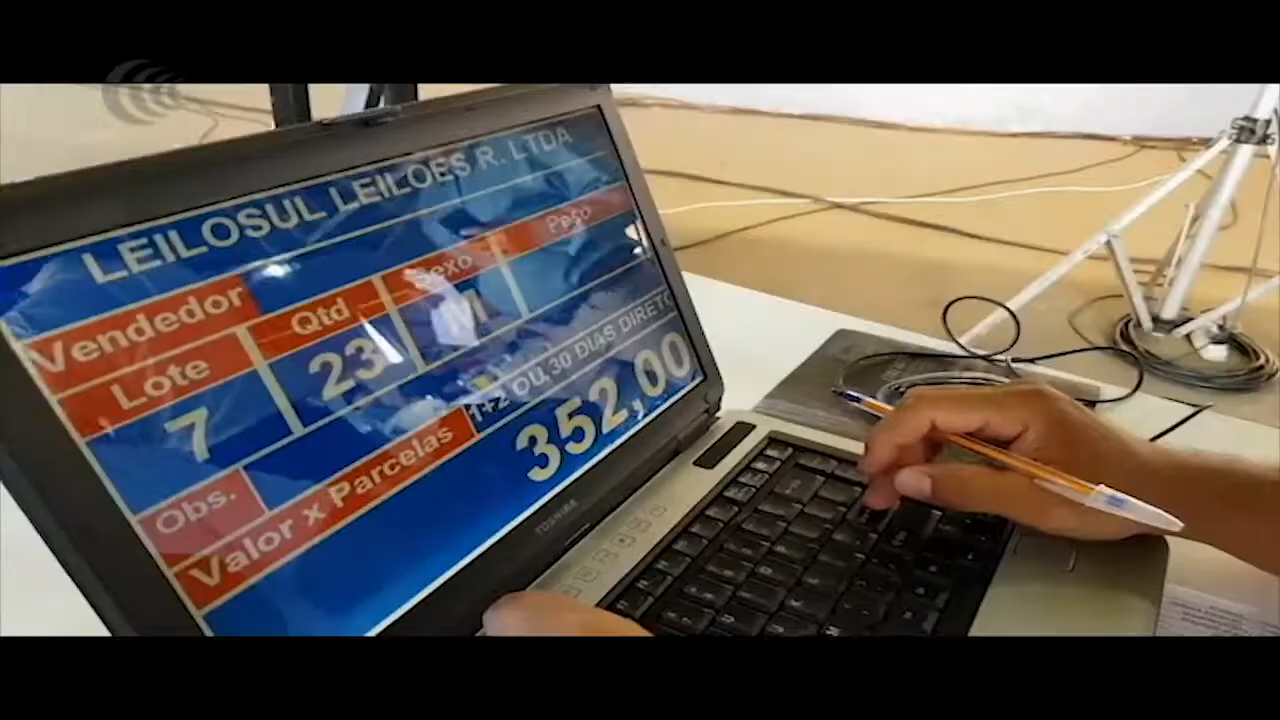 LEILOSUL LEILOES R. LTDA
Vendedor
Lote Qtd Sexo Peso
7 23 M
Obs. 1+2 OU 30 DIAS DIRETO
Valor x Parcelas 352,00
TOSHIBA